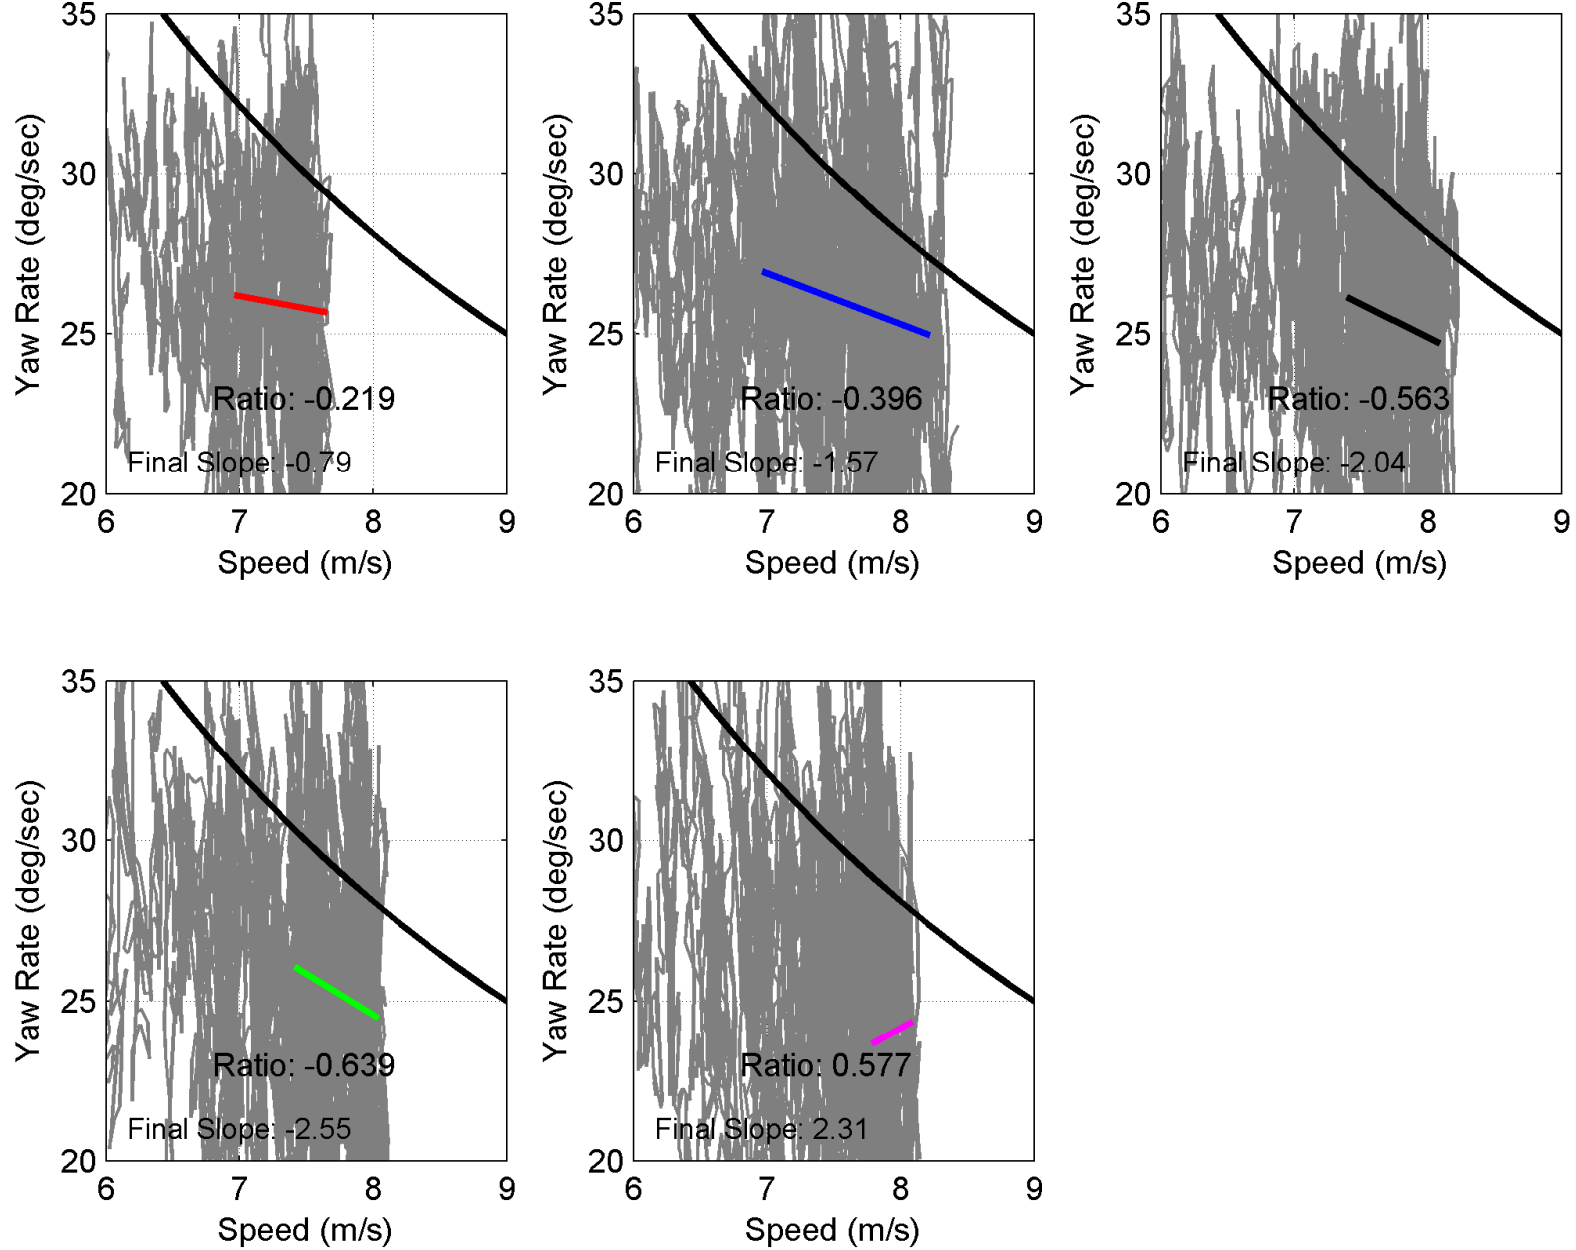 35
30
25
20
Yaw Rate (deg/sec)
Ratio: -0.219
Final Slope: -0.79
6 7 8 9
Speed (m/s)
35
30
25
20
Yaw Rate (deg/sec)
Ratio: -0.396
Final Slope: -1.57
6 7 8 9
Speed (m/s)
35
30
25
20
Yaw Rate (deg/sec)
Ratio: -0.563
Final Slope: -2.04
6 7 8 9
Speed (m/s)
35
30
25
20
Yaw Rate (deg/sec)
Ratio: -0.639
Final Slope: -2.55
6 7 8 9
Speed (m/s)
35
30
25
20
Yaw Rate (deg/sec)
Ratio: 0.577
Final Slope: 2.31
6 7 8 9
Speed (m/s)